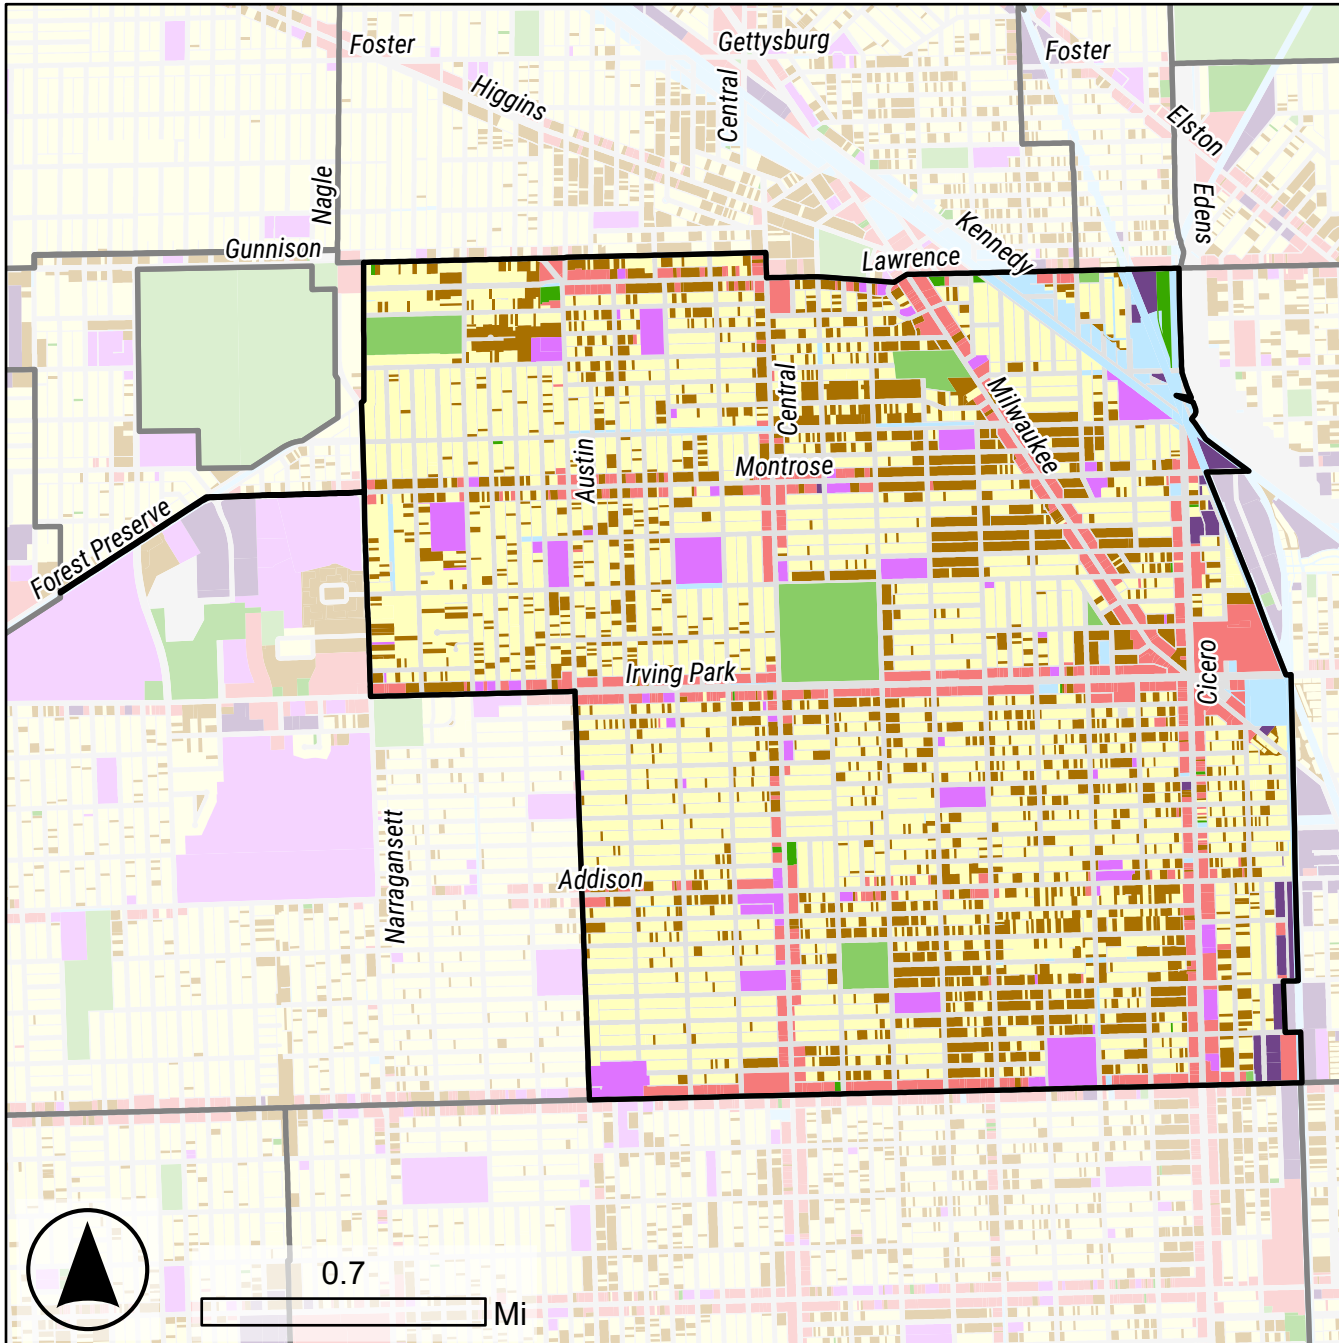 Foster
Gettysburg
Foster
Higgins
Central
Elston
Nagle
Edens
Gunnison
Kennedy
Lawrence
Central
Milwaukee
Austin
Montrose
Forest Preserve
Irving Park
Cicero
Narragansett
Addison
0.7
Mi